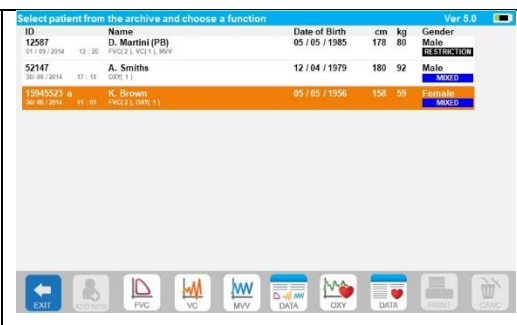 Select patient from the archive and choose a function Ver 5.0
ID Name Date of Birth cm kg Gender
12587 D. Martini (PB) 05 / 05 / 1985 178 80 Male
01 / 09 / 2014 12 : 20 FVC( 2 ), VC( 1 ), MVV RESTRICTION
52147 A. Smiths 12 / 04 / 1979 180 92 Male
30/ 08 / 2014 17 : 15 OXY( 1 ) MIXED
15945523 a K. Brown 05 / 05 / 1956 158 59 Female
30/ 08 / 2014 11 : 05 FVC( 2 ), OXY( 1 ) MIXED
EXIT ADD NEW FVC VC MVV DATA OXY DATA PRINT CANC